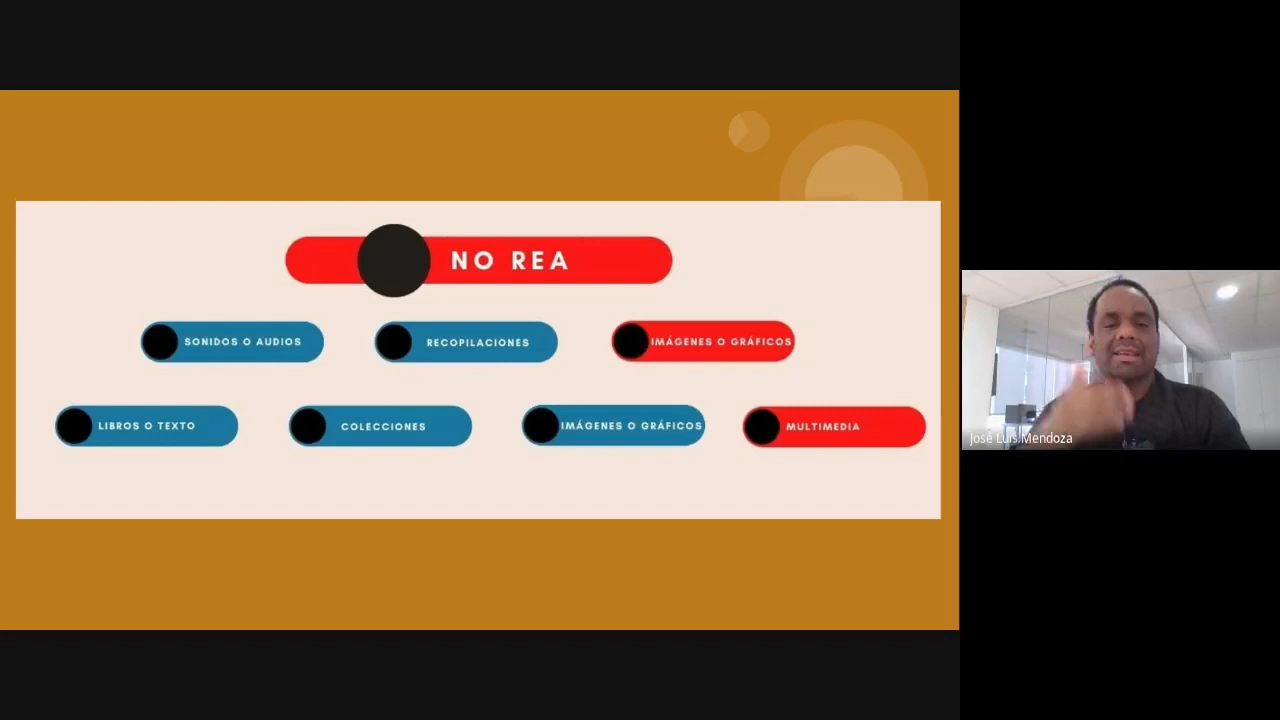 NO REA
SONIDOS O AUDIOS
RECOPILACIONES
IMÁGENES O GRÁFICOS
LIBROS O TEXTO
COLECCIONES
IMÁGENES O GRÁFICOS
MULTIMEDIA
José Luis Mendoza